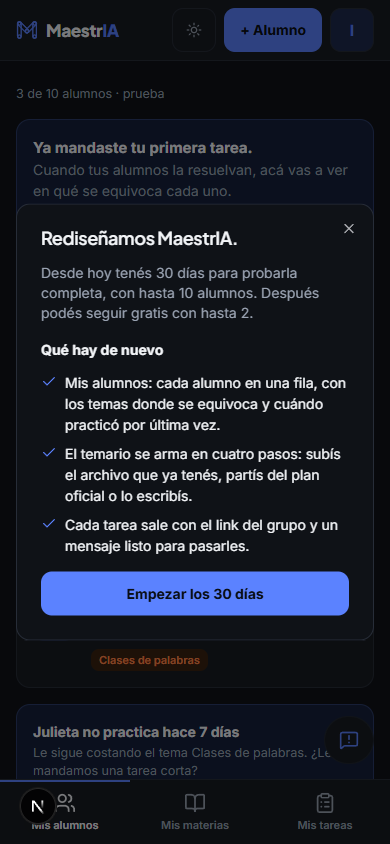 MaestrIA
+ Alumno
I
3 de 10 alumnos · prueba
Ya mandaste tu primera tarea.
Cuando tus alumnos la resuelvan, acá vas a ver
en qué se equivoca cada uno.
Rediseñamos MaestrIA.
Desde hoy tenés 30 días para probarla
completa, con hasta 10 alumnos. Después
podés seguir gratis con hasta 2.
Qué hay de nuevo
Mis alumnos: cada alumno en una fila, con
los temas donde se equivoca y cuándo
practicó por última vez.
El temario se arma en cuatro pasos: subís
el archivo que ya tenés, partís del plan
oficial o lo escribís.
Cada tarea sale con el link del grupo y un
mensaje listo para pasarles.
Empezar los 30 días
Clases de palabras
Julieta no practica hace 7 días
Le sigue costando el tema Clases de palabras. ¿Le
mandamos una tarea corta?
N
Mis alumnos
Mis materias
Mis tareas